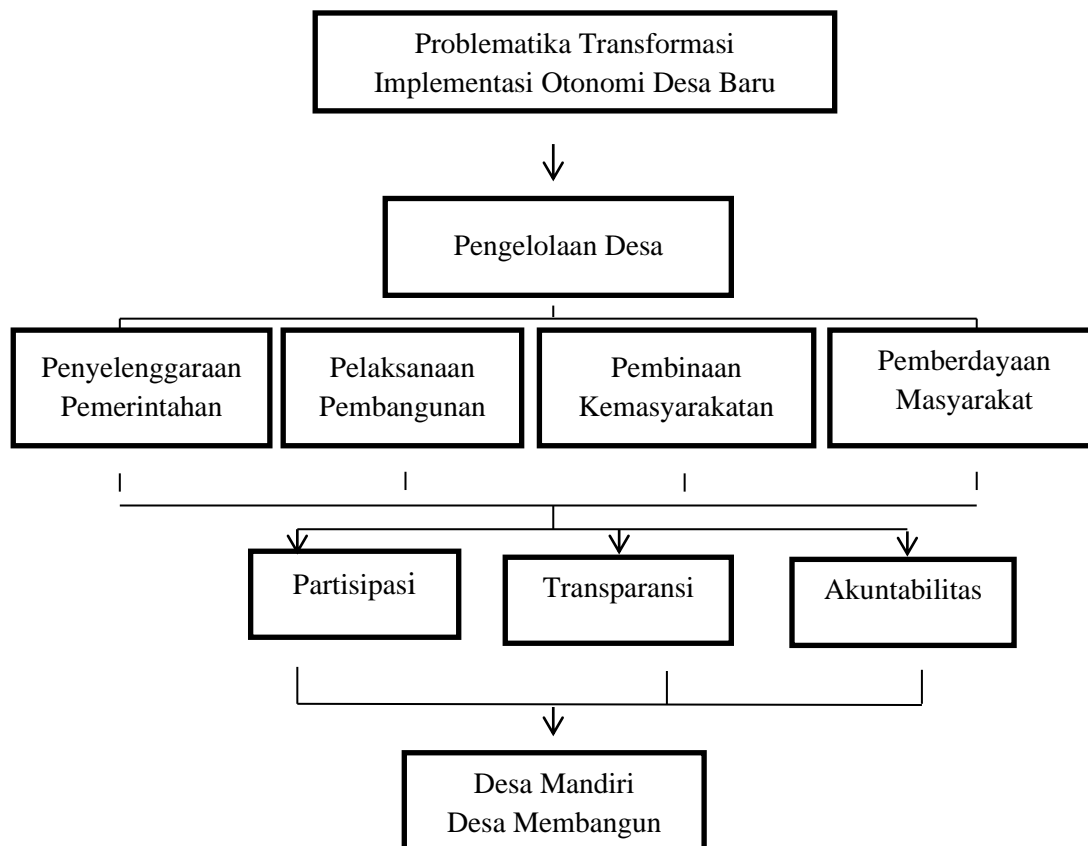 Problematika Transformasi
Implementasi Otonomi Desa Baru
Pengelolaan Desa
Penyelenggaraan
Pemerintahan
Pelaksanaan
Pembangunan
Pembinaan
Kemasyarakatan
Pemberdayaan
Masyarakat
Partisipasi
Transparansi
Akuntabilitas
Desa Mandiri
Desa Membangun